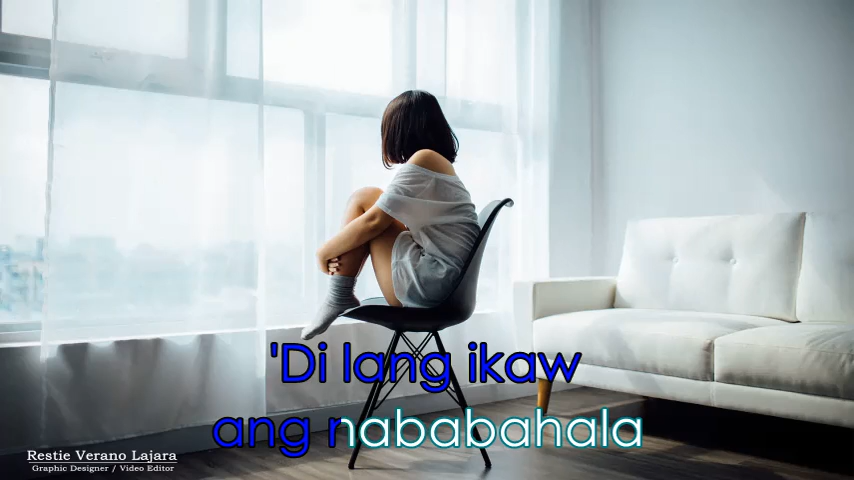 'Di lang ikaw
ang nababahala
Restie Verano Lajara
Graphic Designer / Video Editor